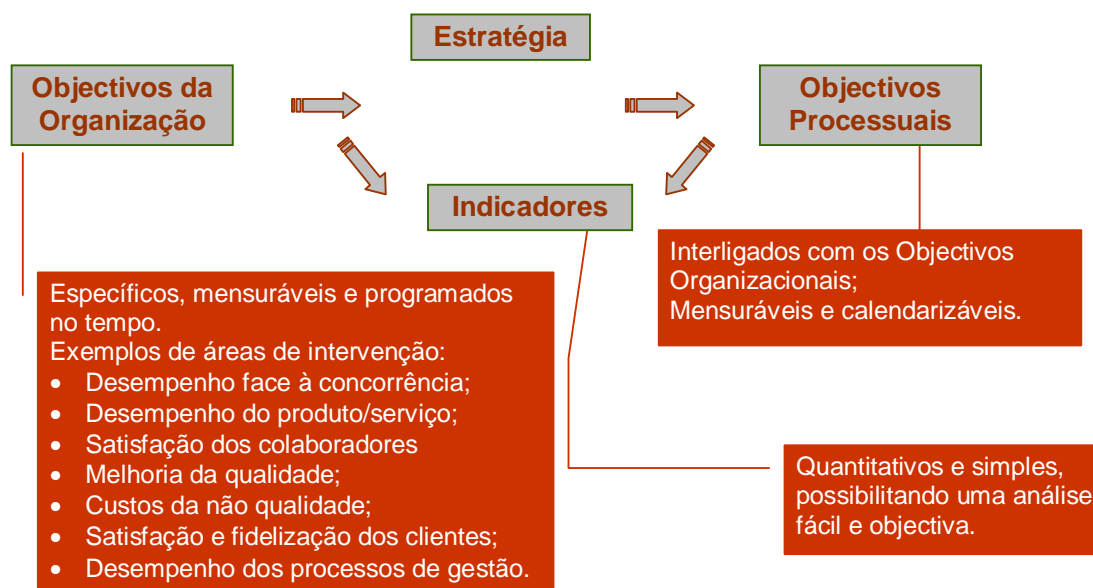 Estratégia
Objectivos da
Organização
Objectivos
Processuais
Indicadores
Interligados com os Objectivos
Organizacionais;
Mensuráveis e calendarizáveis.
Específicos, mensuráveis e programados
no tempo.
Exemplos de áreas de intervenção:
• Desempenho face à concorrência;
• Desempenho do produto/serviço;
• Satisfação dos colaboradores
• Melhoria da qualidade;
• Custos da não qualidade;
• Satisfação e fidelização dos clientes;
• Desempenho dos processos de gestão.
Quantitativos e simples,
possibilitando uma análise
fácil e objectiva.